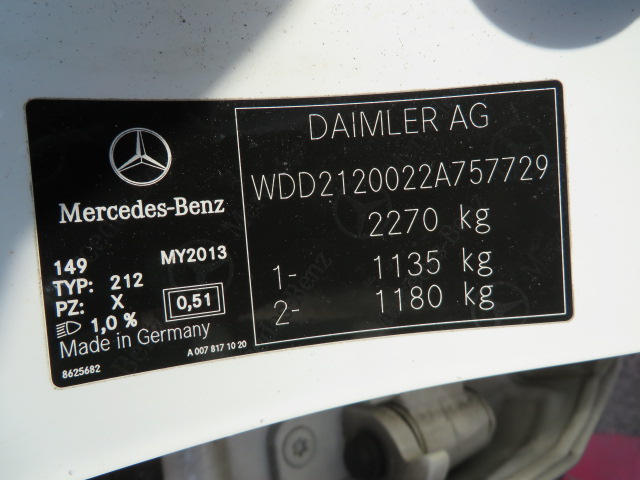 DAIMLER AG
WDD2120022A757729
2270 kg
1- 1135 kg
2- 1180 kg
Mercedes-Benz
149 MY2013
TYP: 212
PZ: X 0,51
1,0 %
Made in Germany
8625682 A 007 817 10 20